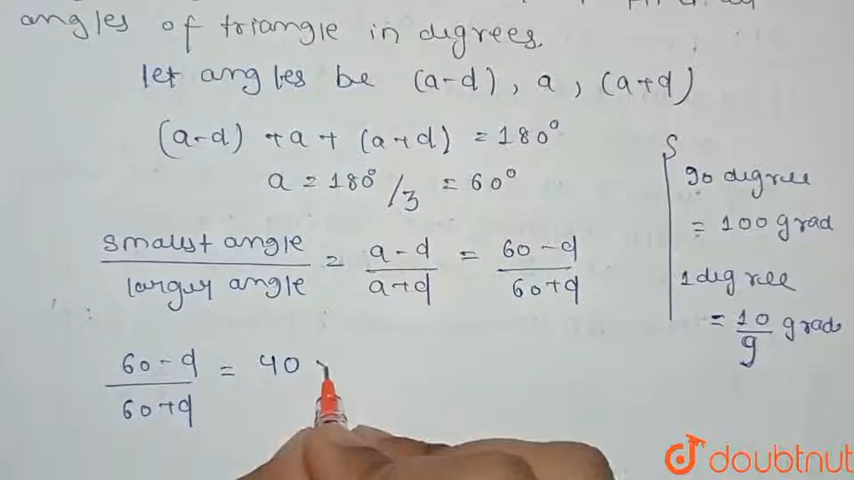 angles of triangle in degrees.
let angles be (a-d), a, (a+d)
(a-d) +a + (a+d) = 180°
a = 180°/3 = 60°
smallest angle / larger angle = a-d / a+d = 60-d / 60+d
60-d / 60+d = 40
90 degree
= 100 grad
1 degree
= 10/9 grad
doubtnut